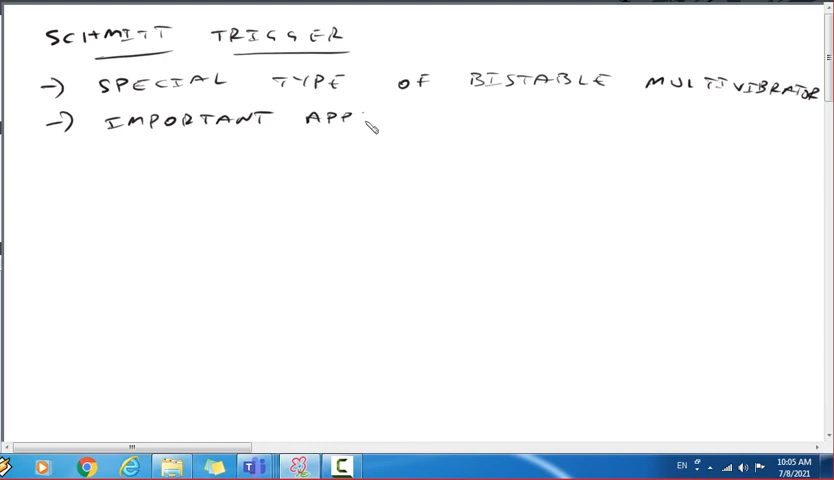 SCHMITT TRIGGER
→ SPECIAL TYPE OF BISTABLE MULTIVIBRATOR
→ IMPORTANT APP
EN
10:05 AM
7/8/2021